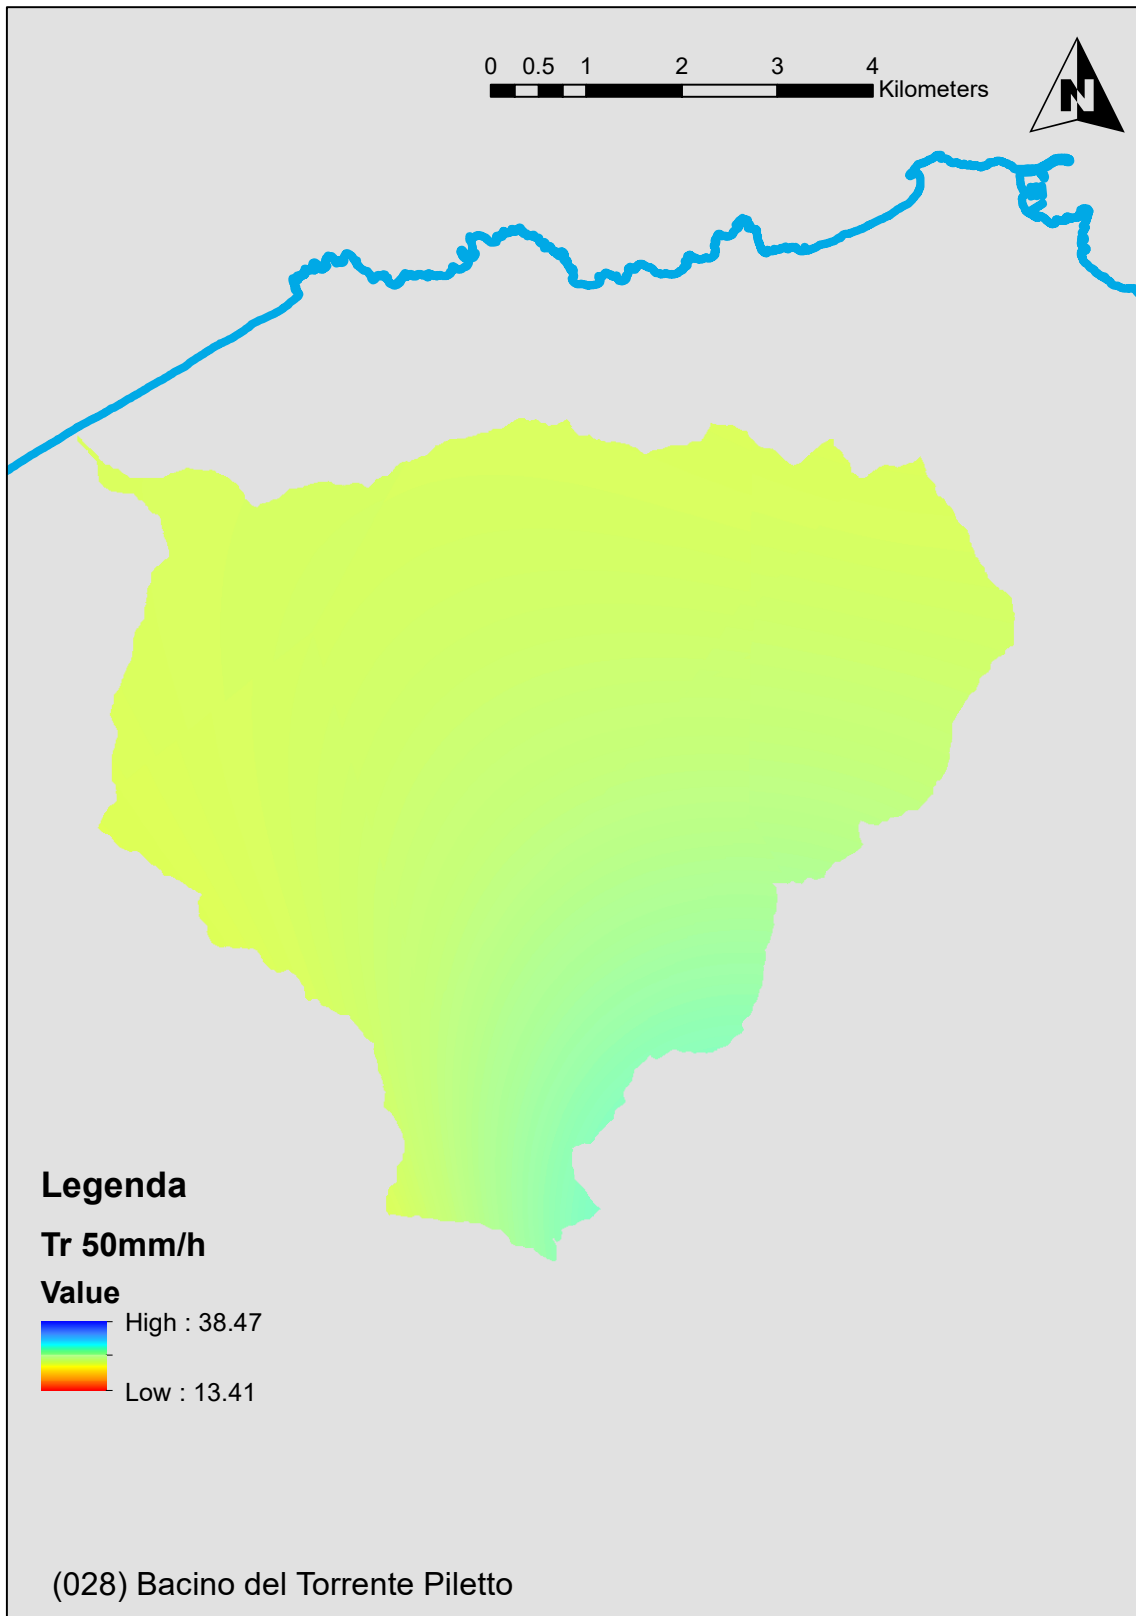 0 0.5 1 2 3 4
Kilometers
N
Legenda
Tr 50mm/h
Value
High : 38.47
Low : 13.41
(028) Bacino del Torrente Piletto